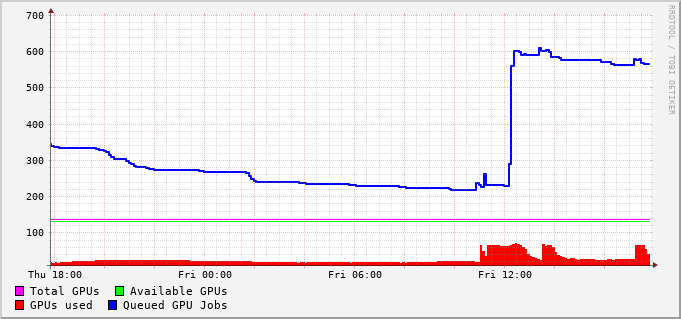 700
600
500
400
300
200
100
Thu 18:00 Fri 00:00 Fri 06:00 Fri 12:00
Total GPUs Available GPUs
GPUs used Queued GPU Jobs
RRDTOOL / TOBI OETIKER